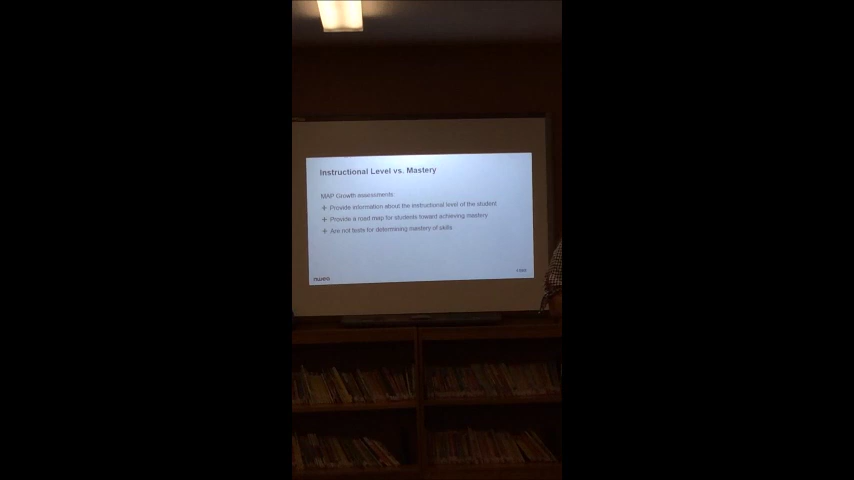 Instructional Level vs. Mastery
MAP Growth assessments:
+ Provide information about the instructional level of the student
+ Provide a road map for students toward achieving mastery
+ Are not tests for determining mastery of skills
nwea